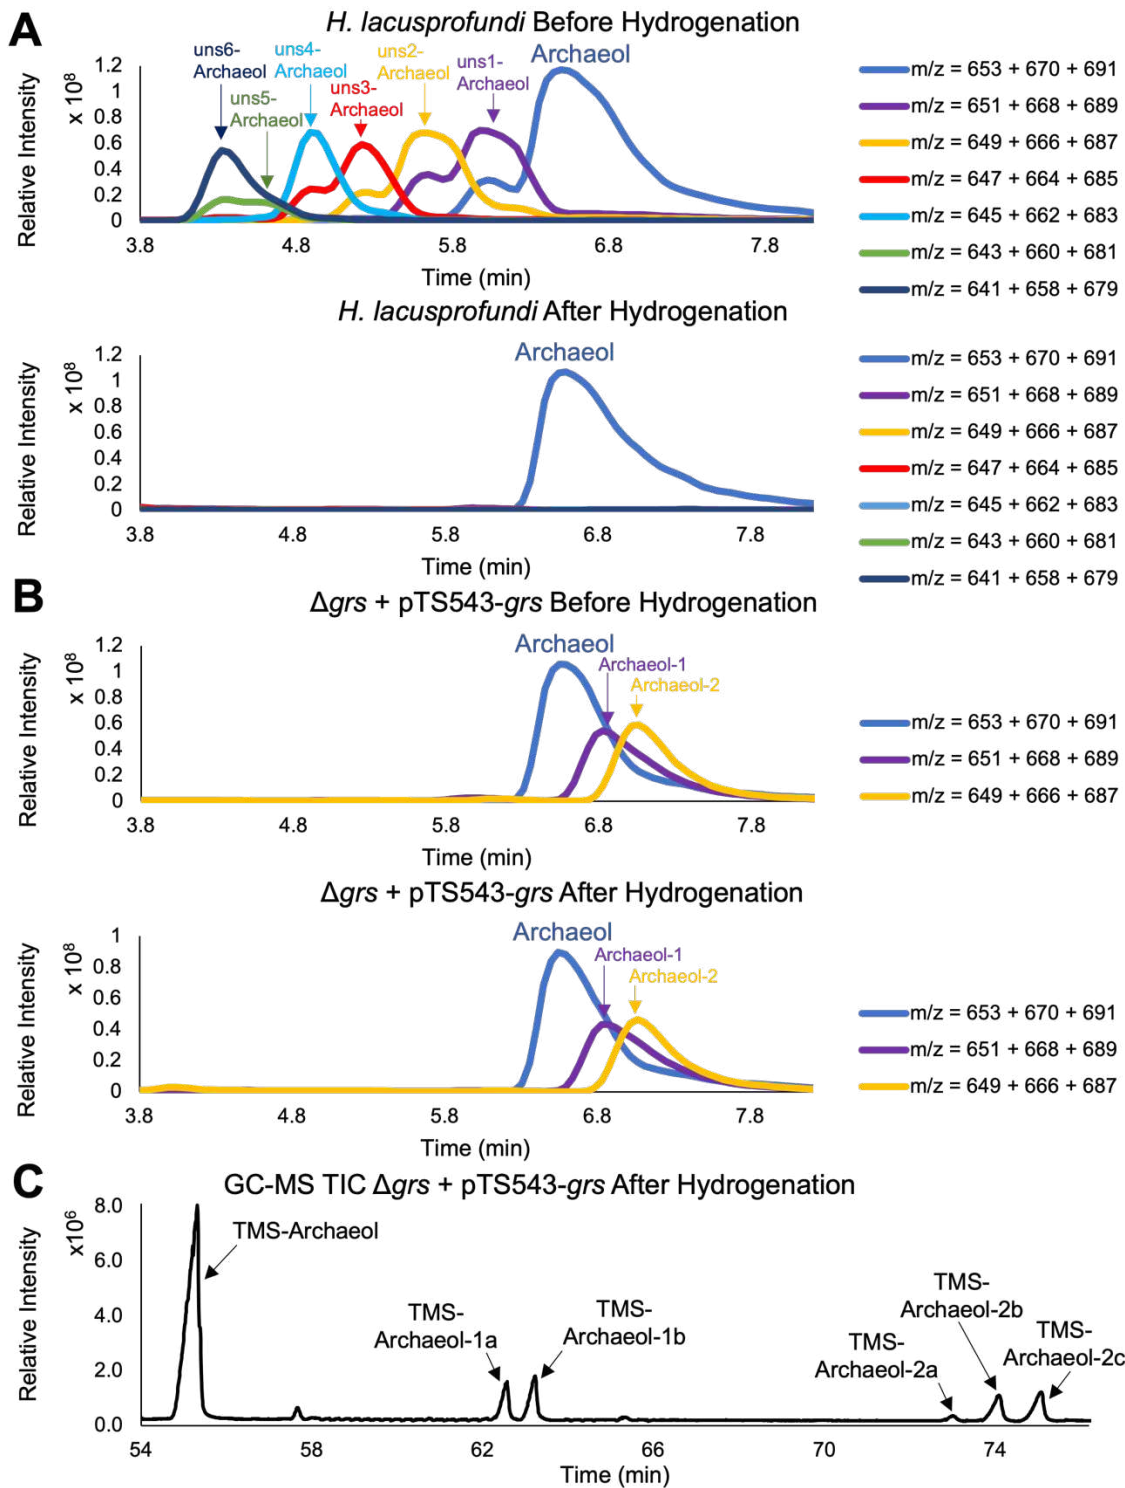 A
H. lacusprofundi Before Hydrogenation
Relative Intensity
x 10⁸
1.2
1
0.8
0.6
0.4
0.2
0
uns6-
Archaeol
uns5-
Archaeol
uns4-
Archaeol
uns3-
Archaeol
uns2-
Archaeol
uns1-
Archaeol
Archaeol
3.8 4.8 5.8 6.8 7.8
Time (min)
m/z = 653 + 670 + 691
m/z = 651 + 668 + 689
m/z = 649 + 666 + 687
m/z = 647 + 664 + 685
m/z = 645 + 662 + 683
m/z = 643 + 660 + 681
m/z = 641 + 658 + 679
H. lacusprofundi After Hydrogenation
Relative Intensity
x 10⁸
1.2
1
0.8
0.6
0.4
0.2
0
Archaeol
3.8 4.8 5.8 6.8 7.8
Time (min)
m/z = 653 + 670 + 691
m/z = 651 + 668 + 689
m/z = 649 + 666 + 687
m/z = 647 + 664 + 685
m/z = 645 + 662 + 683
m/z = 643 + 660 + 681
m/z = 641 + 658 + 679
B
Δgrs + pTS543-grs Before Hydrogenation
Relative Intensity
x 10⁸
1.2
1
0.8
0.6
0.4
0.2
0
Archaeol
Archaeol-1
Archaeol-2
3.8 4.8 5.8 6.8 7.8
Time (min)
m/z = 653 + 670 + 691
m/z = 651 + 668 + 689
m/z = 649 + 666 + 687
Δgrs + pTS543-grs After Hydrogenation
Relative Intensity
x 10⁸
1
0.8
0.6
0.4
0.2
0
Archaeol
Archaeol-1
Archaeol-2
3.8 4.8 5.8 6.8 7.8
Time (min)
m/z = 653 + 670 + 691
m/z = 651 + 668 + 689
m/z = 649 + 666 + 687
C
GC-MS TIC Δgrs + pTS543-grs After Hydrogenation
Relative Intensity
x10⁶
8.0
6.0
4.0
2.0
0.0
TMS-Archaeol
TMS-
Archaeol-1a
TMS-
Archaeol-1b
TMS-
Archaeol-2a
TMS-
Archaeol-2b
TMS-
Archaeol-2c
54 58 62 66 70 74
Time (min)